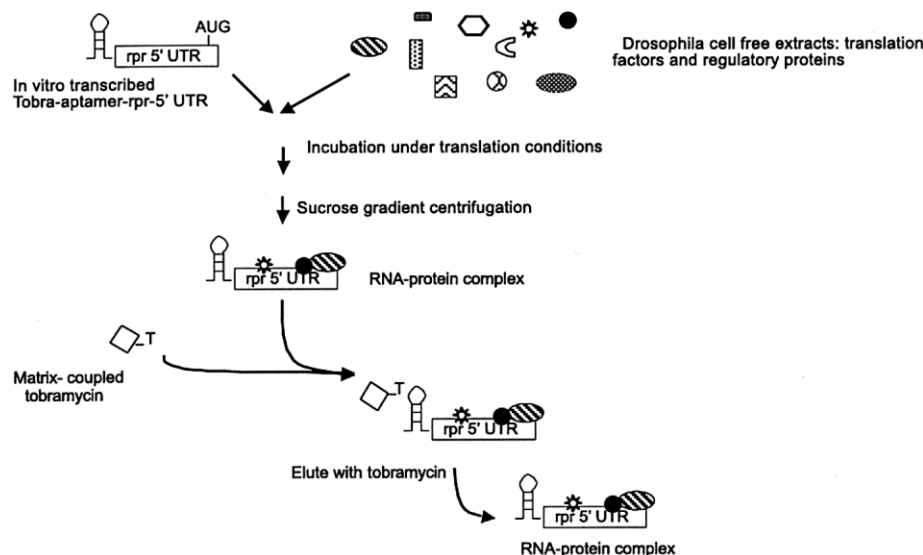 AUG
rpr 5' UTR
In vitro transcribed
Tobra-aptamer-rpr-5' UTR
Drosophila cell free extracts: translation
factors and regulatory proteins
Incubation under translation conditions
Sucrose gradient centrifugation
rpr 5' UTR
RNA-protein complex
T
Matrix- coupled
tobramycin
T
rpr 5' UTR
Elute with tobramycin
rpr 5' UTR
RNA-protein complex